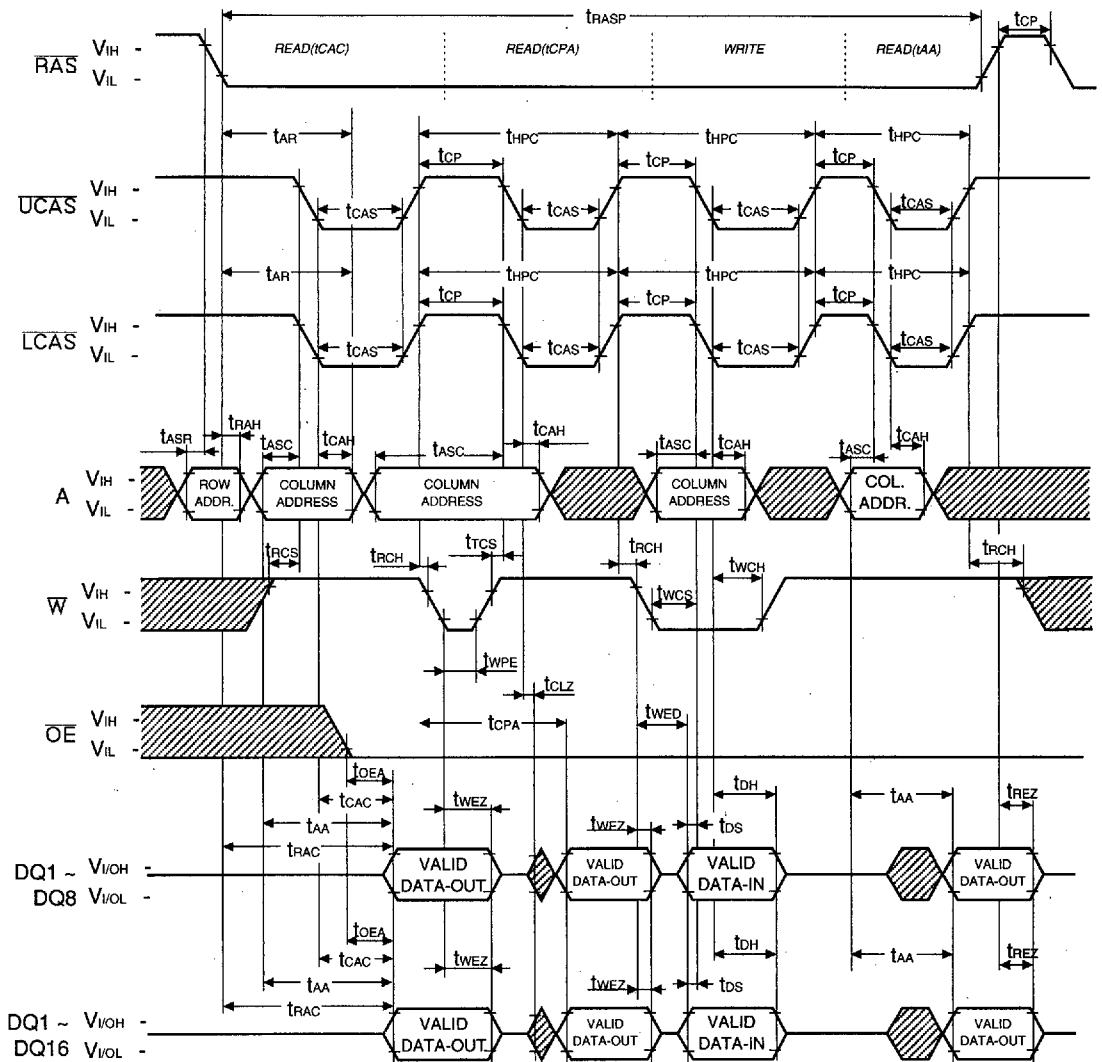 tRASP
tCP
READ(tCAC) READ(tCPA) WRITE READ(tAA)
RAS VIH -
VIL -
tAR tHPC tHPC tHPC
tCP tCP tCP
UCAS VIH -
VIL -
tCAS tCAS tCAS tCAS
tAR tHPC tHPC tHPC
tCP tCP tCP
LCAS VIH -
VIL -
tCAS tCAS tCAS tCAS
tASR tRAH tASC tCAH tASC tCAH tASC tCAH tASC tCAH
A VIH -
VIL -
ROW ADDR.
COLUMN ADDRESS
COLUMN ADDRESS
COLUMN ADDRESS
COL. ADDR.
tRCS tRCH tTCS tRCH tWCS tWCH tRCH
W VIH -
VIL -
tWPE
tCLZ
tCPA tWED
OE VIH -
VIL -
tOEA tCAC tAA tRAC tWEZ tWEZ tDH tDS tAA tREZ
DQ1 ~ VI/OH -
DQ8 VI/OL -
VALID DATA-OUT
VALID DATA-OUT
VALID DATA-IN
VALID DATA-OUT
tOEA tCAC tAA tRAC tWEZ tWEZ tDH tDS tAA tREZ
DQ1 ~ VI/OH -
DQ16 VI/OL -
VALID DATA-OUT
VALID DATA-OUT
VALID DATA-IN
VALID DATA-OUT